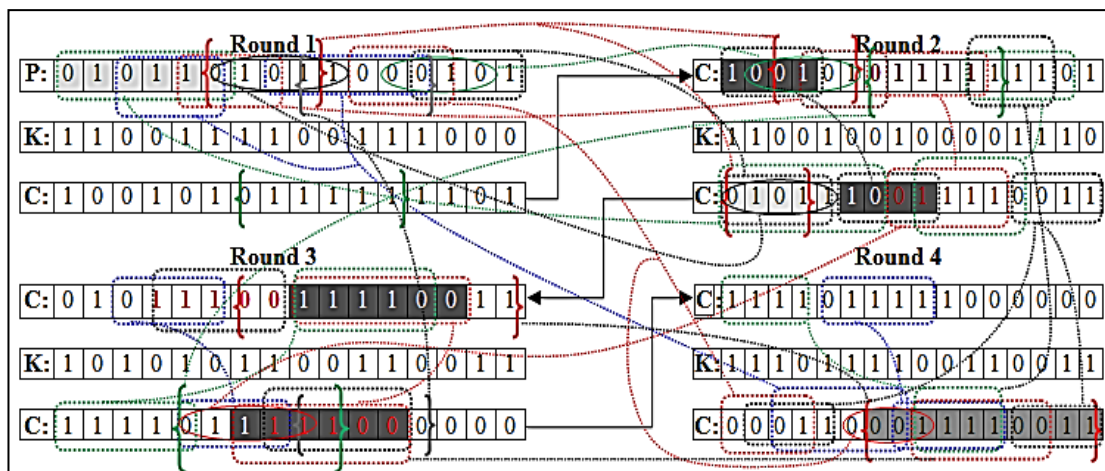 Round 1 Round 2
P: 0 1 0 1 1 0 1 0 1 1 0 0 0 1 0 1 C: 1 0 0 1 0 1 0 1 1 1 1 1 1 1 0 1
K: 1 1 0 0 1 1 1 1 0 0 1 1 1 0 0 0 K: 1 1 0 0 1 0 0 1 0 0 0 0 1 1 1 0
C: 1 0 0 1 0 1 0 1 1 1 1 1 1 1 0 1 C: 0 1 0 1 1 1 0 0 1 1 1 1 0 0 1 1
Round 3 Round 4
C: 0 1 0 1 1 1 0 0 1 1 1 1 0 0 1 1 C: 1 1 1 1 0 1 1 1 1 1 0 0 0 0 0 0
K: 1 0 1 0 1 0 1 1 0 0 1 1 0 0 1 1 K: 1 1 1 0 1 1 1 1 0 0 1 1 0 0 1 1
C: 1 1 1 1 0 1 1 1 1 1 0 0 0 0 0 0 C: 0 0 0 1 1 0 0 0 1 1 1 1 0 0 1 1